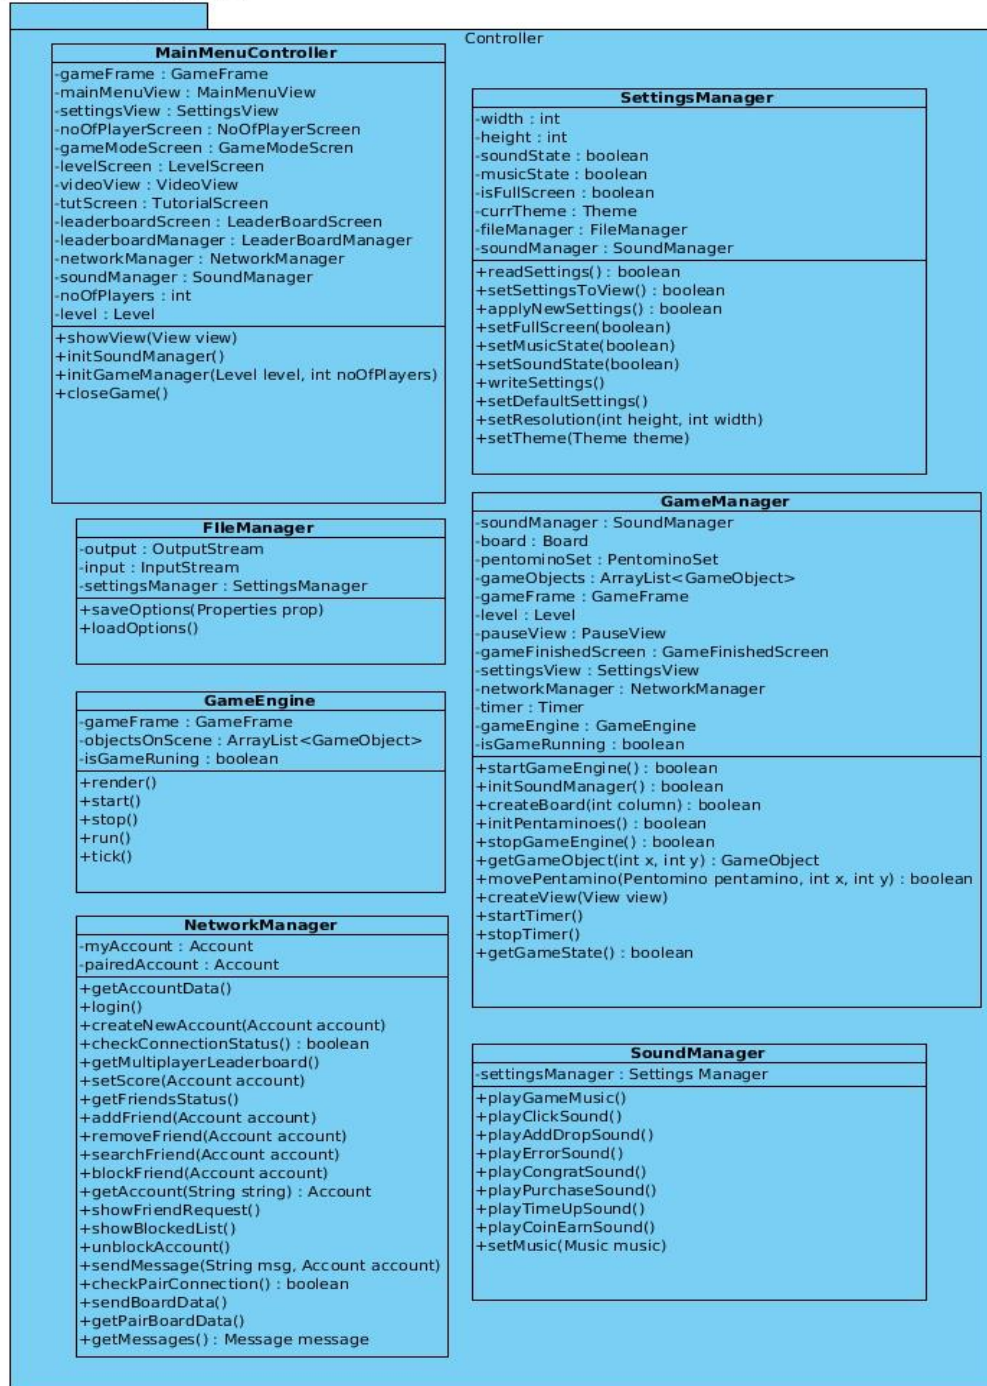 Controller
MainMenuController
-gameFrame : GameFrame
-mainMenuView : MainMenuView
-settingsView : SettingsView
-noOfPlayerScreen : NoOfPlayerScreen
-gameModeScreen : GameModeScren
-levelScreen : LevelScreen
-videoView : VideoView
-tutScreen : TutorialScreen
-leaderboardScreen : LeaderBoardScreen
-leaderboardManager : LeaderBoardManager
-networkManager : NetworkManager
-soundManager : SoundManager
-noOfPlayers : int
-level : Level
+showView(View view)
+initSoundManager()
+initGameManager(Level level, int noOfPlayers)
+closeGame()
SettingsManager
-width : int
-height : int
-soundState : boolean
-musicState : boolean
-isFullScreen : boolean
-currTheme : Theme
-fileManager : FileManager
-soundManager : SoundManager
+readSettings() : boolean
+setSettingsToView() : boolean
+applyNewSettings() : boolean
+setFullScreen(boolean)
+setMusicState(boolean)
+setSoundState(boolean)
+writeSettings()
+setDefaultSettings()
+setResolution(int height, int width)
+setTheme(Theme theme)
FIleManager
-output : OutputStream
-input : InputStream
-settingsManager : SettingsManager
+saveOptions(Properties prop)
+loadOptions()
GameManager
-soundManager : SoundManager
-board : Board
-pentominoSet : PentominoSet
-gameObjects : ArrayList<GameObject>
-gameFrame : GameFrame
-level : Level
-pauseView : PauseView
-gameFinishedScreen : GameFinishedScreen
-settingsView : SettingsView
-networkManager : NetworkManager
-timer : Timer
-gameEngine : GameEngine
-isGameRunning : boolean
+startGameEngine() : boolean
+initSoundManager() : boolean
+createBoard(int column) : boolean
+initPentaminoes() : boolean
+stopGameEngine() : boolean
+getGameObject(int x, int y) : GameObject
+movePentamino(Pentomino pentamino, int x, int y) : boolean
+createView(View view)
+startTimer()
+stopTimer()
+getGameState() : boolean
GameEngine
-gameFrame : GameFrame
-objectsOnScene : ArrayList<GameObject>
-isGameRuning : boolean
+render()
+start()
+stop()
+run()
+tick()
NetworkManager
-myAccount : Account
-pairedAccount : Account
+getAccountData()
+login()
+createNewAccount(Account account)
+checkConnectionStatus() : boolean
+getMultiplayerLeaderboard()
+setScore(Account account)
+getFriendsStatus()
+addFriend(Account account)
+removeFriend(Account account)
+searchFriend(Account account)
+blockFriend(Account account)
+getAccount(String string) : Account
+showFriendRequest()
+showBlockedList()
+unblockAccount()
+sendMessage(String msg, Account account)
+checkPairConnection() : boolean
+sendBoardData()
+getPairBoardData()
+getMessages() : Message message
SoundManager
-settingsManager : Settings Manager
+playGameMusic()
+playClickSound()
+playAddDropSound()
+playErrorSound()
+playCongratSound()
+playPurchaseSound()
+playTimeUpSound()
+playCoinEarnSound()
+setMusic(Music music)